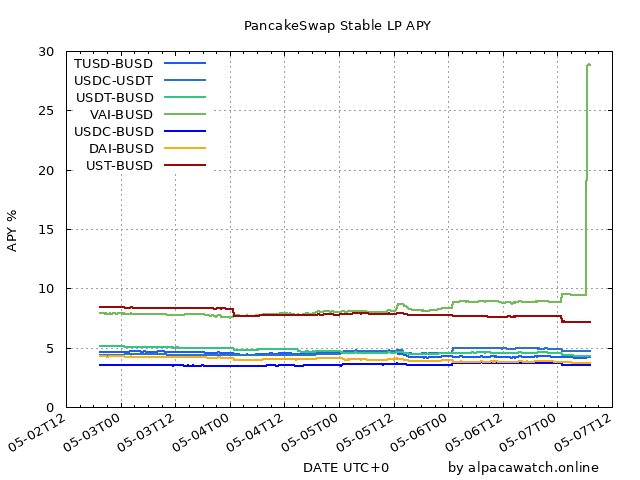 PancakeSwap Stable LP APY
APY %
30
25
20
15
10
5
0
TUSD-BUSD
USDC-USDT
USDT-BUSD
VAI-BUSD
USDC-BUSD
DAI-BUSD
UST-BUSD
05-02T12
05-03T00
05-03T12
05-04T00
05-04T12
05-05T00
05-05T12
05-06T00
05-06T12
05-07T00
05-07T12
DATE UTC+0
by alpacawatch.online